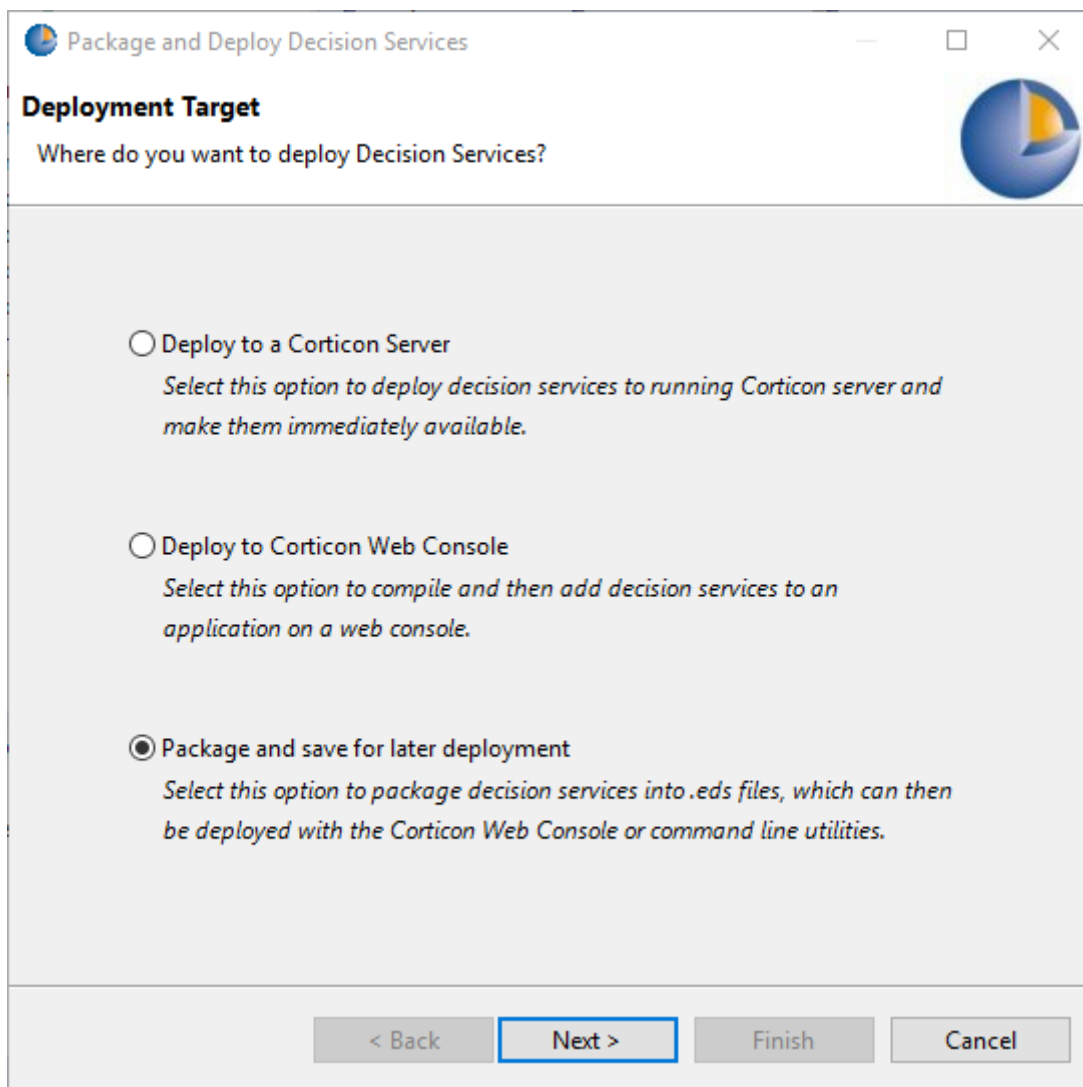 Package and Deploy Decision Services
Deployment Target
Where do you want to deploy Decision Services?
Deploy to a Corticon Server
Select this option to deploy decision services to running Corticon server and
make them immediately available.
Deploy to Corticon Web Console
Select this option to compile and then add decision services to an
application on a web console.
Package and save for later deployment
Select this option to package decision services into .eds files, which can then
be deployed with the Corticon Web Console or command line utilities.
< Back Next > Finish Cancel